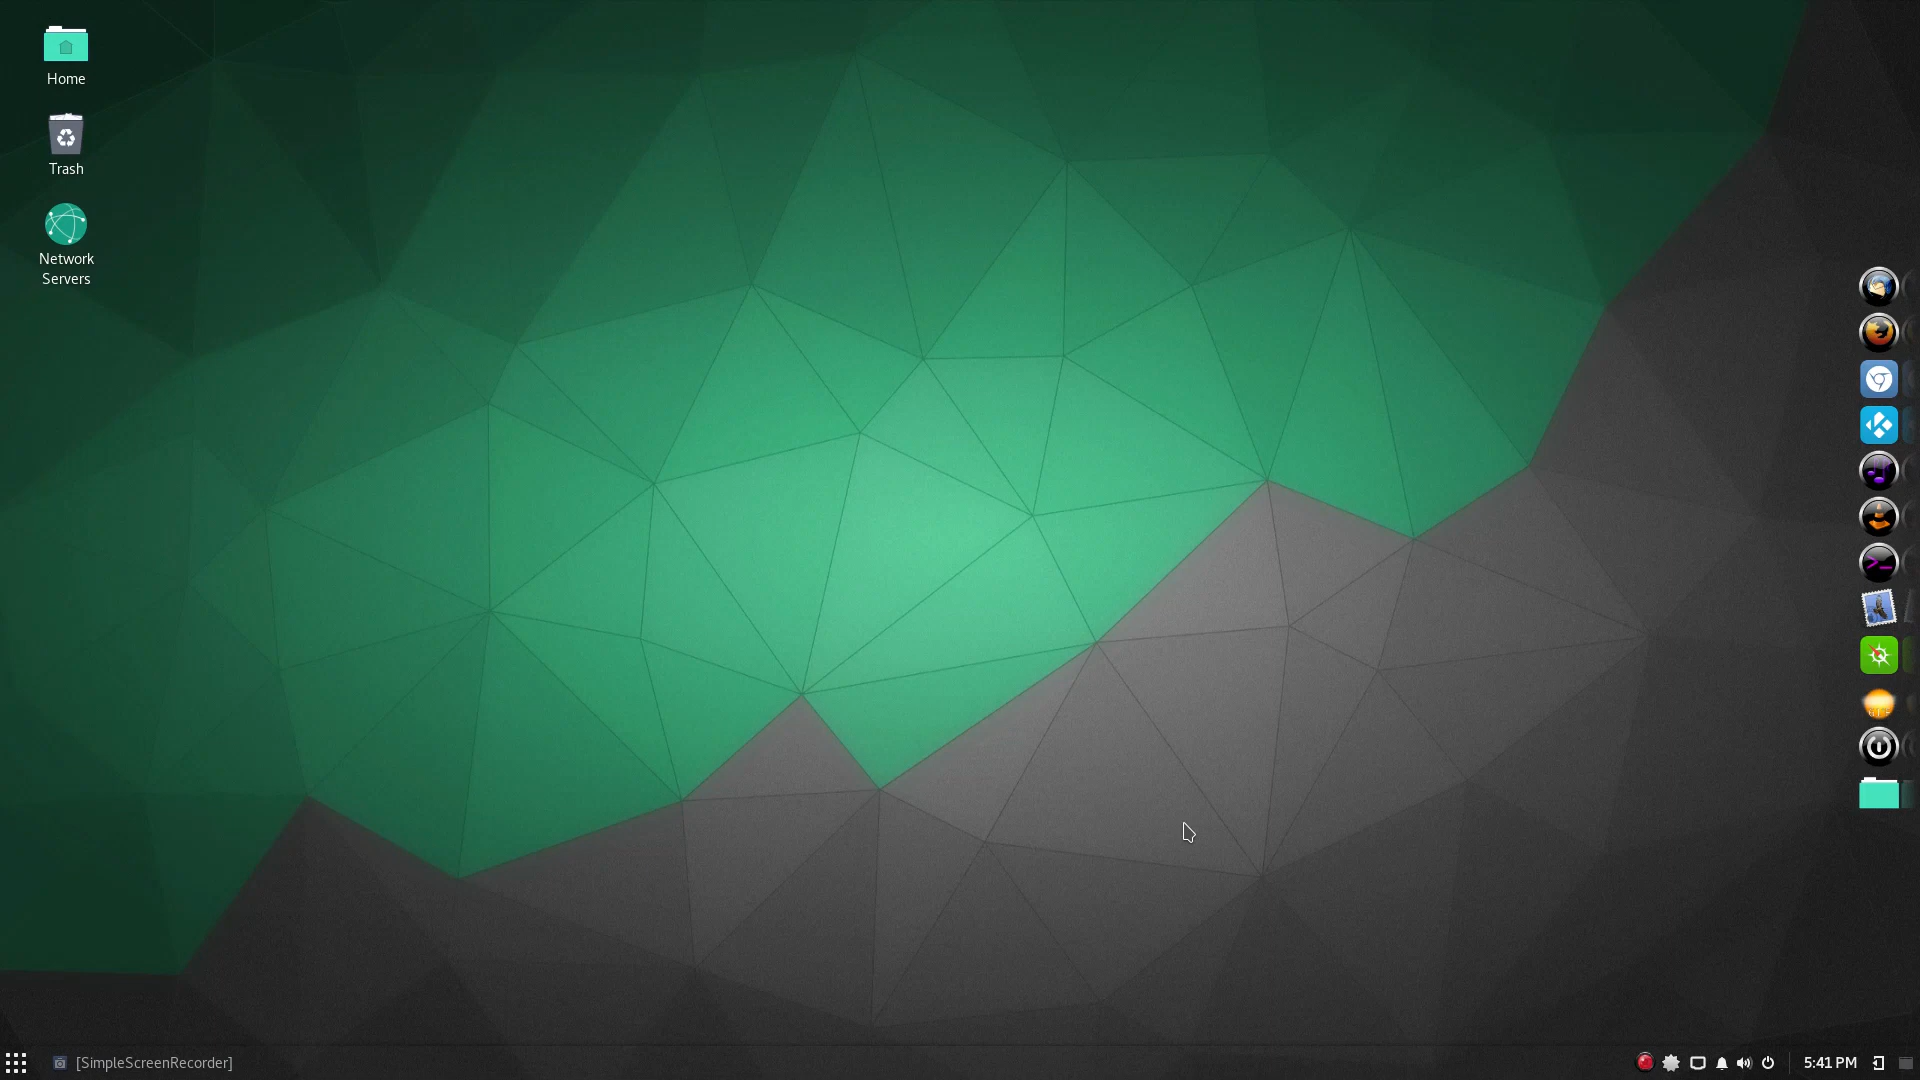 Home
Trash
Network
Servers
[SimpleScreenRecorder]
5:41 PM